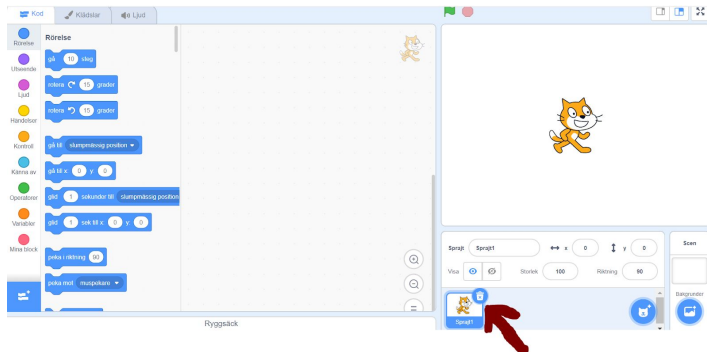 Kod Klädslar Ljud
Rörelse
Rörelse
Utseende
Ljud
Händelser
Kontroll
Känna av
Operatorer
Variabler
Mina block
gå 10 steg
rotera 15 grader
rotera 15 grader
gå till slumpmässig position
gå till x: 0 y: 0
glid 1 sekunder till slumpmässig position
glid 1 sek till x: 0 y: 0
peka i riktning 90
peka mot muspekare
Ryggsäck
Sprajt Sprajt1 x 0 y 0
Visa Storlek 100 Riktning 90
Sprajt1
Scen
Bakgrunder